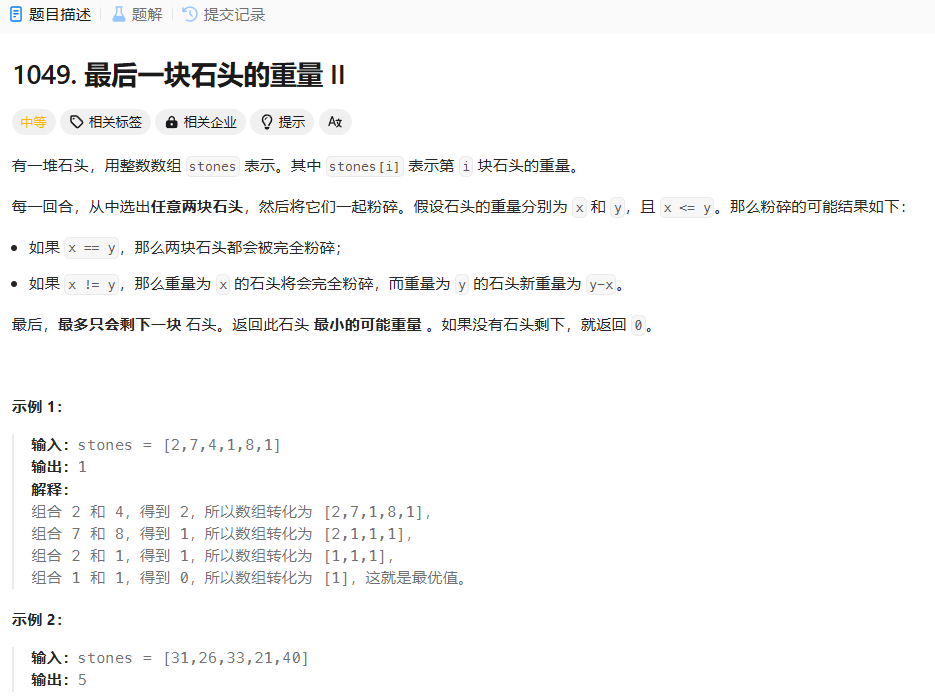 题目描述 题解 提交记录
1049. 最后一块石头的重量 II
中等 相关标签 相关企业 提示 Aあ
有一堆石头，用整数数组 stones 表示。其中 stones[i] 表示第 i 块石头的重量。
每一回合，从中选出任意两块石头，然后将它们一起粉碎。假设石头的重量分别为 x 和 y，且 x <= y。那么粉碎的可能结果如下：
如果 x == y，那么两块石头都会被完全粉碎；
如果 x != y，那么重量为 x 的石头将会完全粉碎，而重量为 y 的石头新重量为 y-x。
最后，最多只会剩下一块 石头。返回此石头 最小的可能重量 。如果没有石头剩下，就返回 0。
示例 1：
输入：stones = [2,7,4,1,8,1]
输出：1
解释：
组合 2 和 4，得到 2，所以数组转化为 [2,7,1,8,1]，
组合 7 和 8，得到 1，所以数组转化为 [2,1,1,1]，
组合 2 和 1，得到 1，所以数组转化为 [1,1,1]，
组合 1 和 1，得到 0，所以数组转化为 [1]，这就是最优值。
示例 2：
输入：stones = [31,26,33,21,40]
输出：5